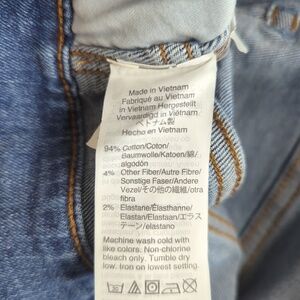 Made in Vietnam
Fabriqué au Vietnam
in Vietnam Hergestellt
Vervaardigd in Viëtnam
ベトナム製
Hecho en Vietnam
94% Cotton/Coton/
Baumwolle/Katoen/綿/
algodón
4% Other Fiber/Autre Fibre/
Sonstige Faser/Andere
Vezel/その他の繊維/otra
fibra
2% Elastane/Élasthanne/
Elastan/Elastaan/エラス
テーン/elastano
Machine wash cold with
like colors. Non-chlorine
bleach only. Tumble dry
low. Iron on lowest setting.